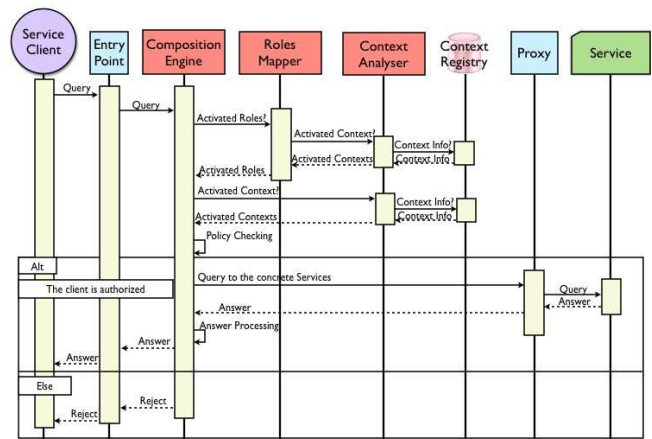 Service
Client
Entry
Point
Composition
Engine
Roles
Mapper
Context
Analyser
Context
Registry
Proxy
Service
Query
Query
Activated Roles?
Activated Context?
Context Info?
Context Info
Activated Contexts
Activated Roles
Activated Context?
Context Info?
Context Info
Activated Contexts
Policy Checking
Alt
The client is authorized
Query to the concrete Services
Query
Answer
Answer
Answer Processing
Answer
Answer
Else
Reject
Reject